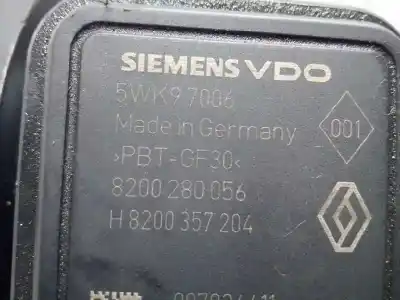 SIEMENS VDO
5WK9 7006
Made in Germany
001
>PBT-GF30<
8200 280 056
H 8200 357 204